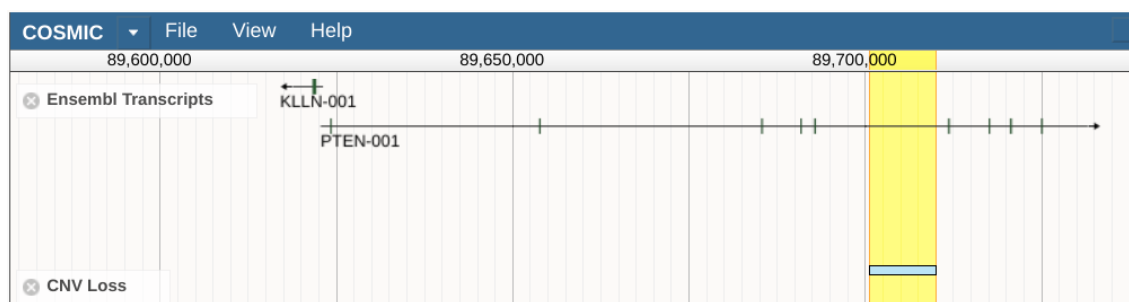 COSMIC File View Help
89,600,000 89,650,000 89,700,000
Ensembl Transcripts
KLLN-001
PTEN-001
CNV Loss